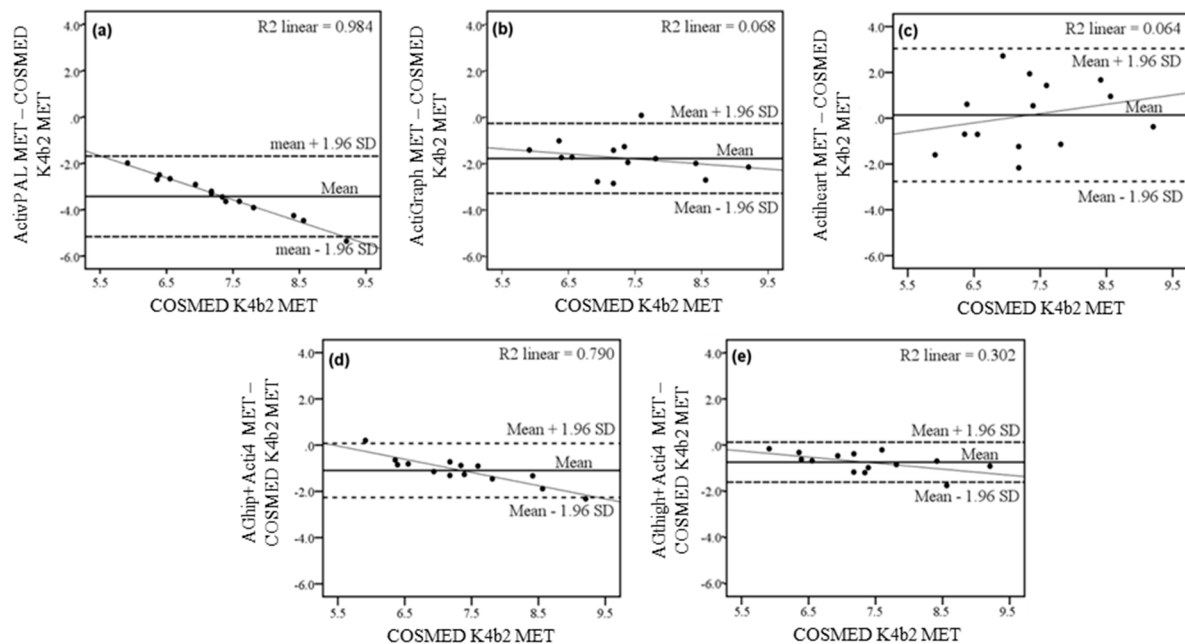 (a)
R2 linear = 0.984
4.0
2.0
.0
-2.0
-4.0
-6.0
mean + 1.96 SD
Mean
mean - 1.96 SD
ActivPAL MET – COSMED
K4b2 MET
5.5 6.5 7.5 8.5 9.5
COSMED K4b2 MET
(b)
R2 linear = 0.068
4.0
2.0
.0
-2.0
-4.0
-6.0
Mean + 1.96 SD
Mean
Mean - 1.96 SD
ActiGraph MET – COSMED
K4b2 MET
5.5 6.5 7.5 8.5 9.5
COSMED K4b2 MET
(c)
R2 linear = 0.064
4.0
2.0
.0
-2.0
-4.0
-6.0
Mean + 1.96 SD
Mean
Mean - 1.96 SD
Actiheart MET – COSMED
K4b2 MET
5.5 6.5 7.5 8.5 9.5
COSMED K4b2 MET
(d)
R2 linear = 0.790
4.0
2.0
.0
-2.0
-4.0
-6.0
Mean + 1.96 SD
Mean
Mean - 1.96 SD
AGhip+Acti4 MET –
COSMED K4b2 MET
5.5 6.5 7.5 8.5 9.5
COSMED K4b2 MET
(e)
R2 linear = 0.302
4.0
2.0
.0
-2.0
-4.0
-6.0
Mean + 1.96 SD
Mean
Mean - 1.96 SD
AGthigh+Acti4 MET –
COSMED K4b2 MET
5.5 6.5 7.5 8.5 9.5
COSMED K4b2 MET